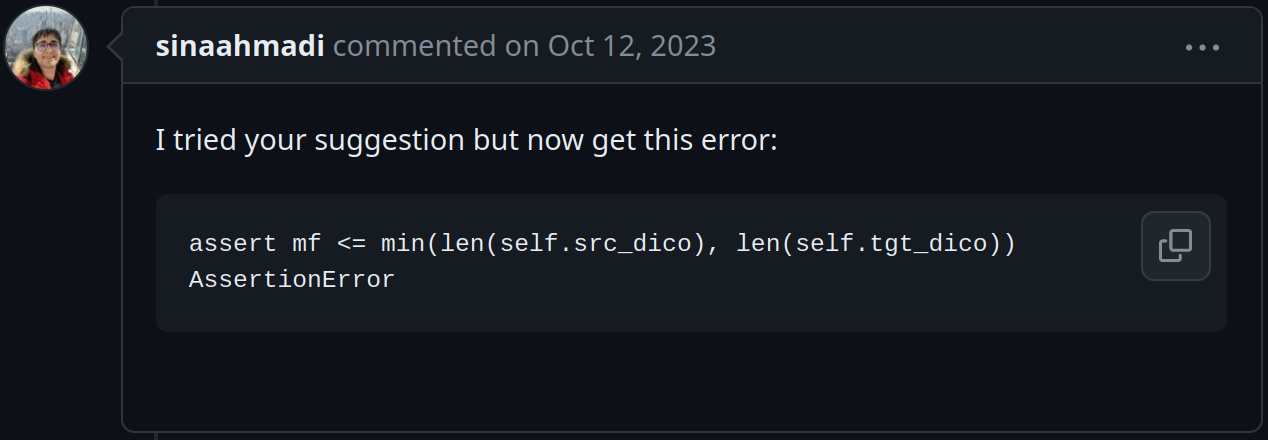 sinaahmadi commented on Oct 12, 2023
I tried your suggestion but now get this error:
assert mf <= min(len(self.src_dico), len(self.tgt_dico))
AssertionError